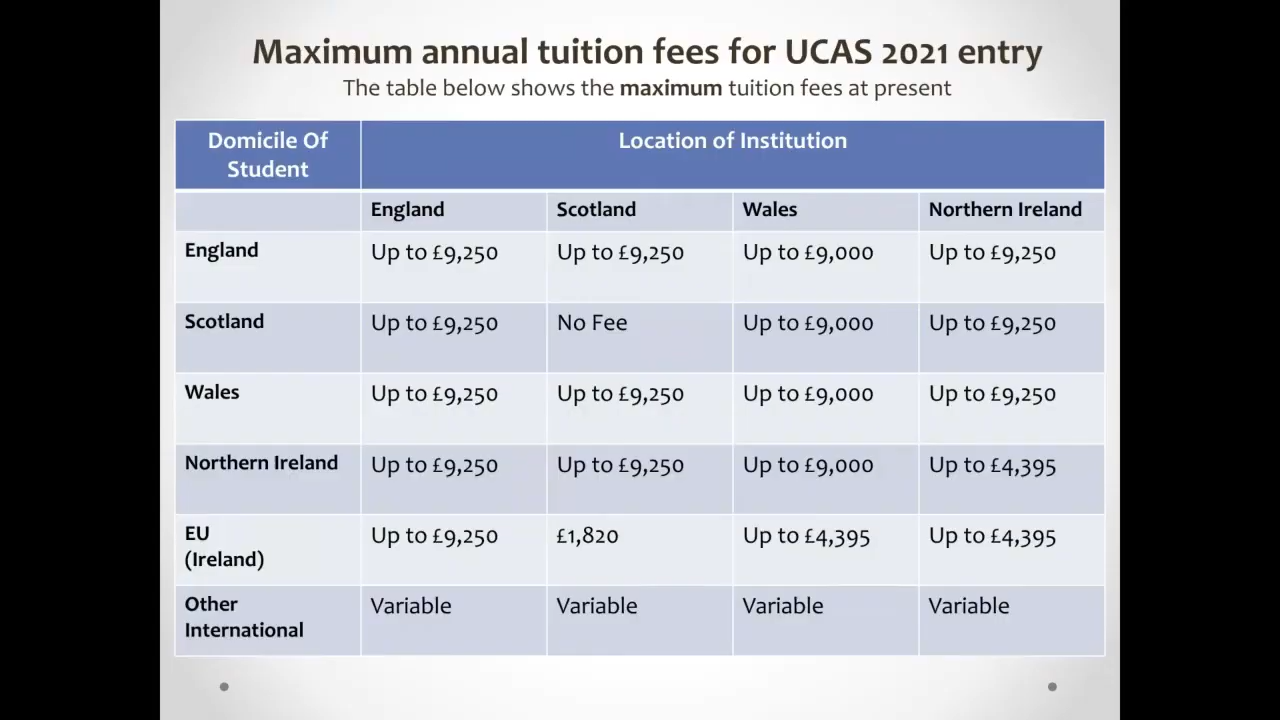 Maximum annual tuition fees for UCAS 2021 entry
The table below shows the maximum tuition fees at present
Domicile Of Student Location of Institution
England Scotland Wales Northern Ireland
England Up to £9,250 Up to £9,250 Up to £9,000 Up to £9,250
Scotland Up to £9,250 No Fee Up to £9,000 Up to £9,250
Wales Up to £9,250 Up to £9,250 Up to £9,000 Up to £9,250
Northern Ireland Up to £9,250 Up to £9,250 Up to £9,000 Up to £4,395
EU (Ireland) Up to £9,250 £1,820 Up to £4,395 Up to £4,395
Other International Variable Variable Variable Variable